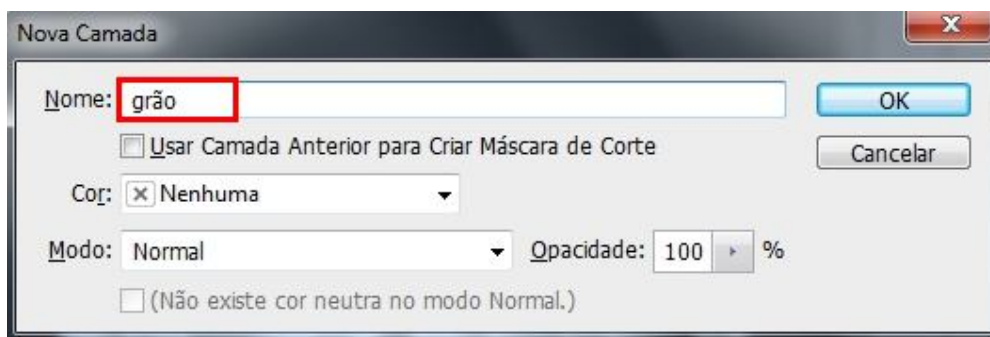 Nova Camada
Nome: grão OK
Usar Camada Anterior para Criar Máscara de Corte Cancelar
Cor: Nenhuma
Modo: Normal Opacidade: 100 %
(Não existe cor neutra no modo Normal.)